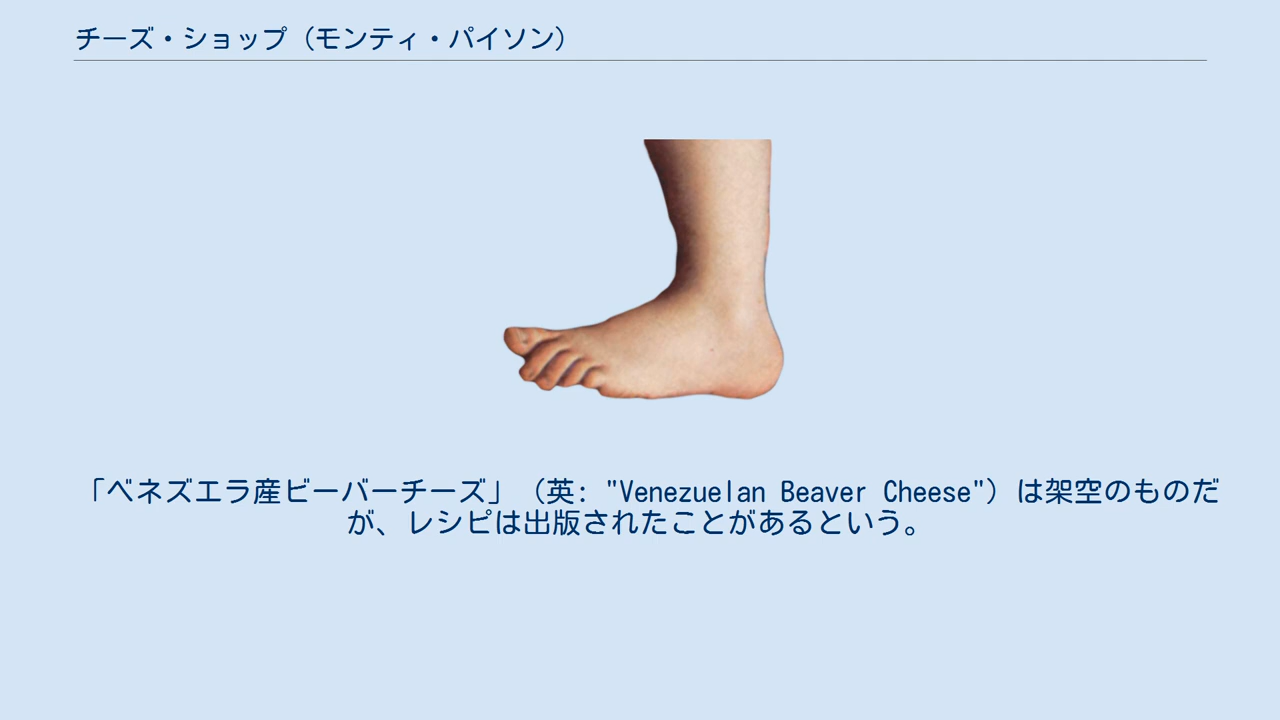 チーズ・ショップ（モンティ・パイソン）
「ベネズエラ産ビーバーチーズ」（英: "Venezuelan Beaver Cheese"）は架空のものだ
が、レシピは出版されたことがあるという。